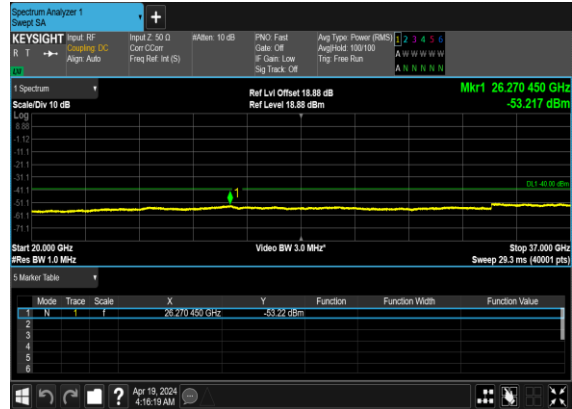 Spectrum Analyzer 1
Swept SA
+
KEYSIGHT Input: RF Input Z: 50 Ω #Atten: 10 dB PNO: Fast Avg Type: Power (RMS) 1 2 3 4 5 6
R T Coupling: DC Corr CCorr Gate: Off Avg|Hold: 100/100 A W W W W W
Align: Auto Freq Ref: Int (S) IF Gain: Low Trig: Free Run
LW Sig Track: Off A N N N N N
1 Spectrum Ref Lvl Offset 18.88 dB Mkr1 26.270 450 GHz
Scale/Div 10 dB Ref Level 18.88 dBm -53.217 dBm
Log
8.88
-1.12
-11.1
-21.1
-31.1
DL1 -40.00 dBm
-41.1
1
-51.1
-61.1
-71.1
Start 20.000 GHz Video BW 3.0 MHz* Stop 37.000 GHz
#Res BW 1.0 MHz Sweep 29.3 ms (40001 pts)
5 Marker Table
Mode Trace Scale X Y Function Function Width Function Value
1 N 1 f 26.270 450 GHz -53.22 dBm
2
3
4
5
6
? Apr 19, 2024
4:16:19 AM